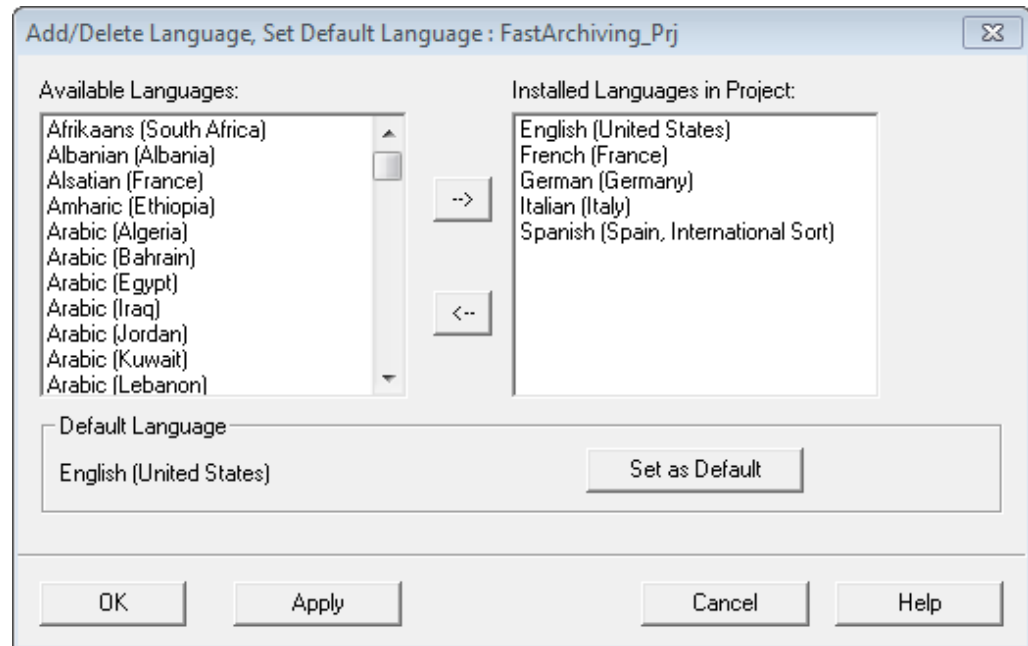 Add/Delete Language, Set Default Language : FastArchiving_Prj
Available Languages:
Afrikaans (South Africa)
Albanian (Albania)
Alsatian (France)
Amharic (Ethiopia)
Arabic (Algeria)
Arabic (Bahrain)
Arabic (Egypt)
Arabic (Iraq)
Arabic (Jordan)
Arabic (Kuwait)
Arabic (Lebanon)
-->
<--
Installed Languages in Project:
English (United States)
French (France)
German (Germany)
Italian (Italy)
Spanish (Spain, International Sort)
Default Language
English (United States)
Set as Default
OK
Apply
Cancel
Help